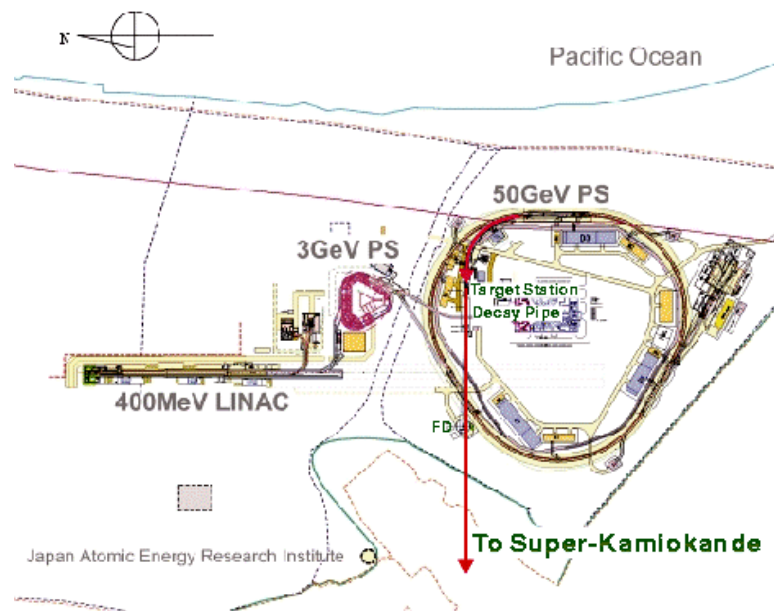 N
Pacific Ocean
50GeV PS
3GeV PS
Target Station
Decay Pipe
400MeV LINAC
FD
To Super-Kamiokande
Japan Atomic Energy Research Institute